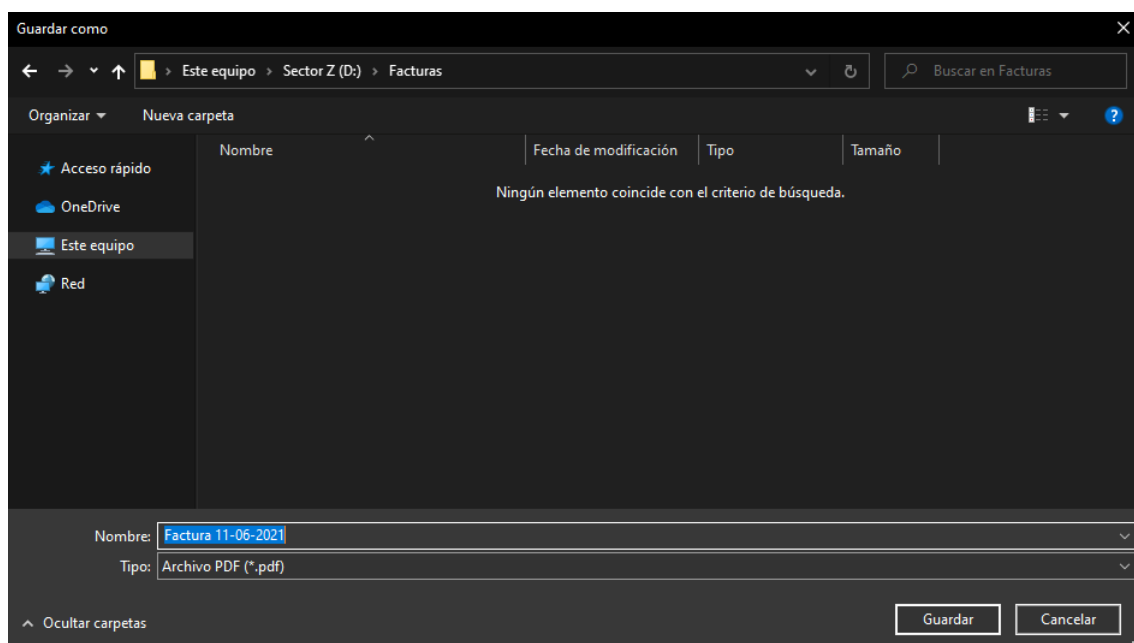 Guardar como
Este equipo > Sector Z (D:) > Facturas
Buscar en Facturas
Organizar
Nueva carpeta
Nombre
Fecha de modificación
Tipo
Tamaño
Ningún elemento coincide con el criterio de búsqueda.
Acceso rápido
OneDrive
Este equipo
Red
Nombre: Factura 11-06-2021
Tipo: Archivo PDF (*.pdf)
Ocultar carpetas
Guardar
Cancelar